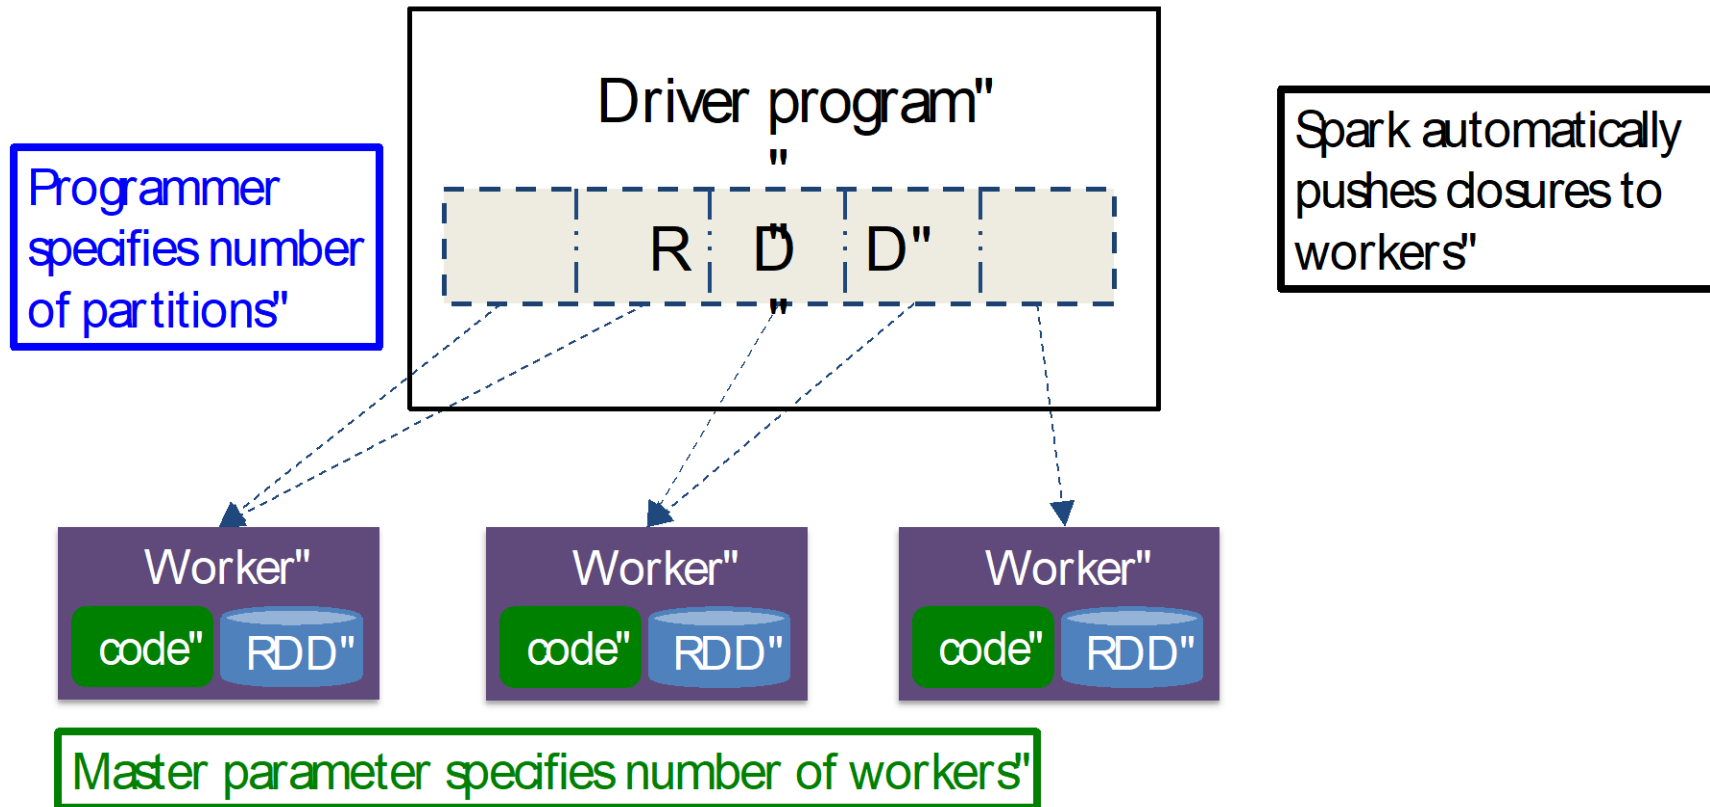 Driver program"
"
Programmer
specifies number
of partitions"
R D" D"
"
Spark automatically
pushes closures to
workers"
Worker"
code" RDD"
Worker"
code" RDD"
Worker"
code" RDD"
Master parameter specifies number of workers"